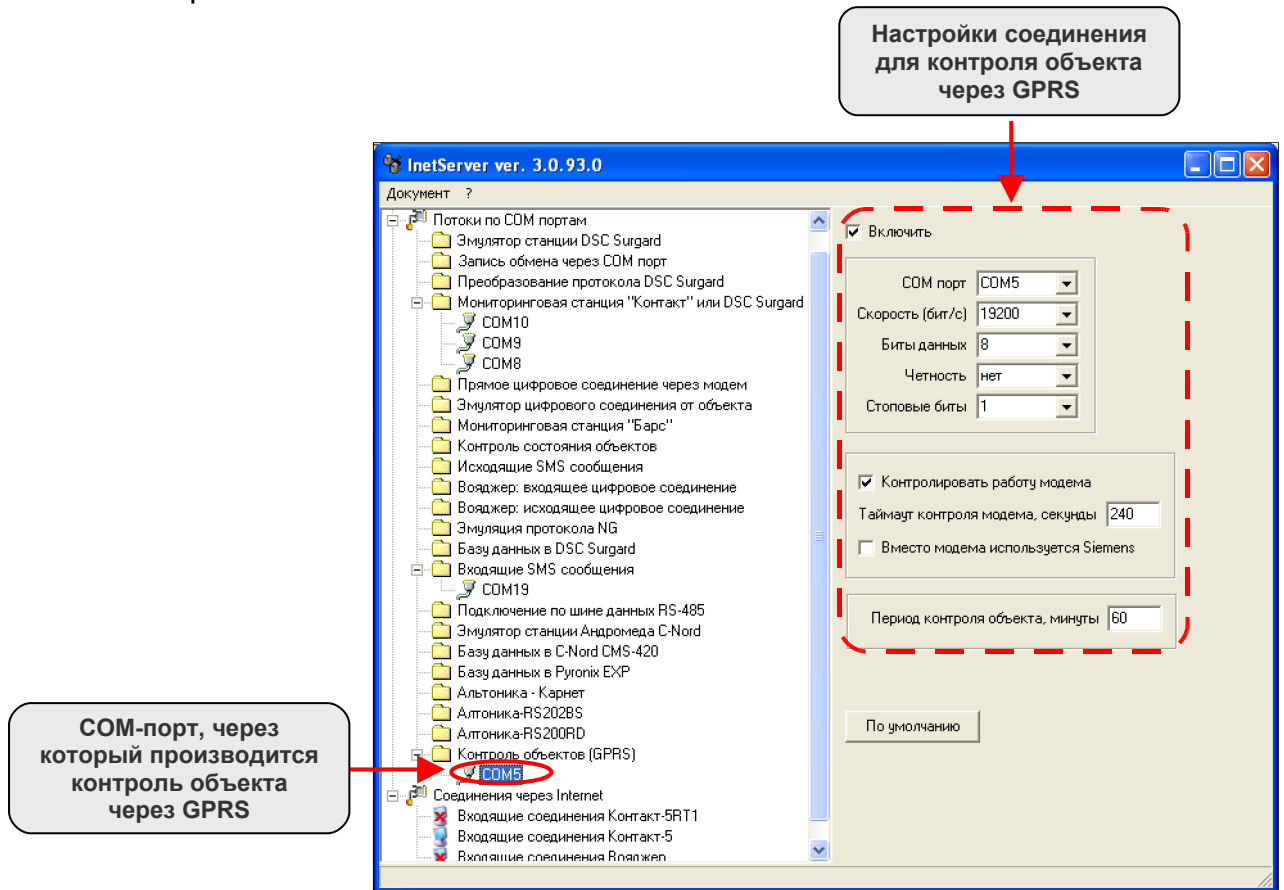 Настройки соединения
для контроля объекта
через GPRS
InetServer ver. 3.0.93.0
Документ ?
Потоки по COM портам
Эмулятор станции DSC Surgard
Запись обмена через COM порт
Преобразование протокола DSC Surgard
Мониторинговая станция "Контакт" или DSC Surgard
COM10
COM9
COM8
Прямое цифровое соединение через модем
Эмулятор цифрового соединения от объекта
Мониторинговая станция "Барс"
Контроль состояния объектов
Исходящие SMS сообщения
Вояджер: входящее цифровое соединение
Вояджер: исходящее цифровое соединение
Эмуляция протокола NG
Базу данных в DSC Surgard
Входящие SMS сообщения
COM19
Подключение по шине данных RS-485
Эмулятор станции Андромеда C-Nord
Базу данных в C-Nord CMS-420
Базу данных в Pyronix EXP
Альтоника - Карнет
Алтоника-RS202BS
Алтоника-RS200RD
Контроль объектов (GPRS)
COM5
Соединения через Internet
Входящие соединения Контакт-5RT1
Входящие соединения Контакт-5
Входящие соединения Вояджер
Включить
COM порт COM5
Скорость (бит/с) 19200
Биты данных 8
Четность нет
Стоповые биты 1
Контролировать работу модема
Таймаут контроля модема, секунды 240
Вместо модема используется Siemens
Период контроля объекта, минуты 60
По умолчанию
COM-порт, через
который производится
контроль объекта
через GPRS